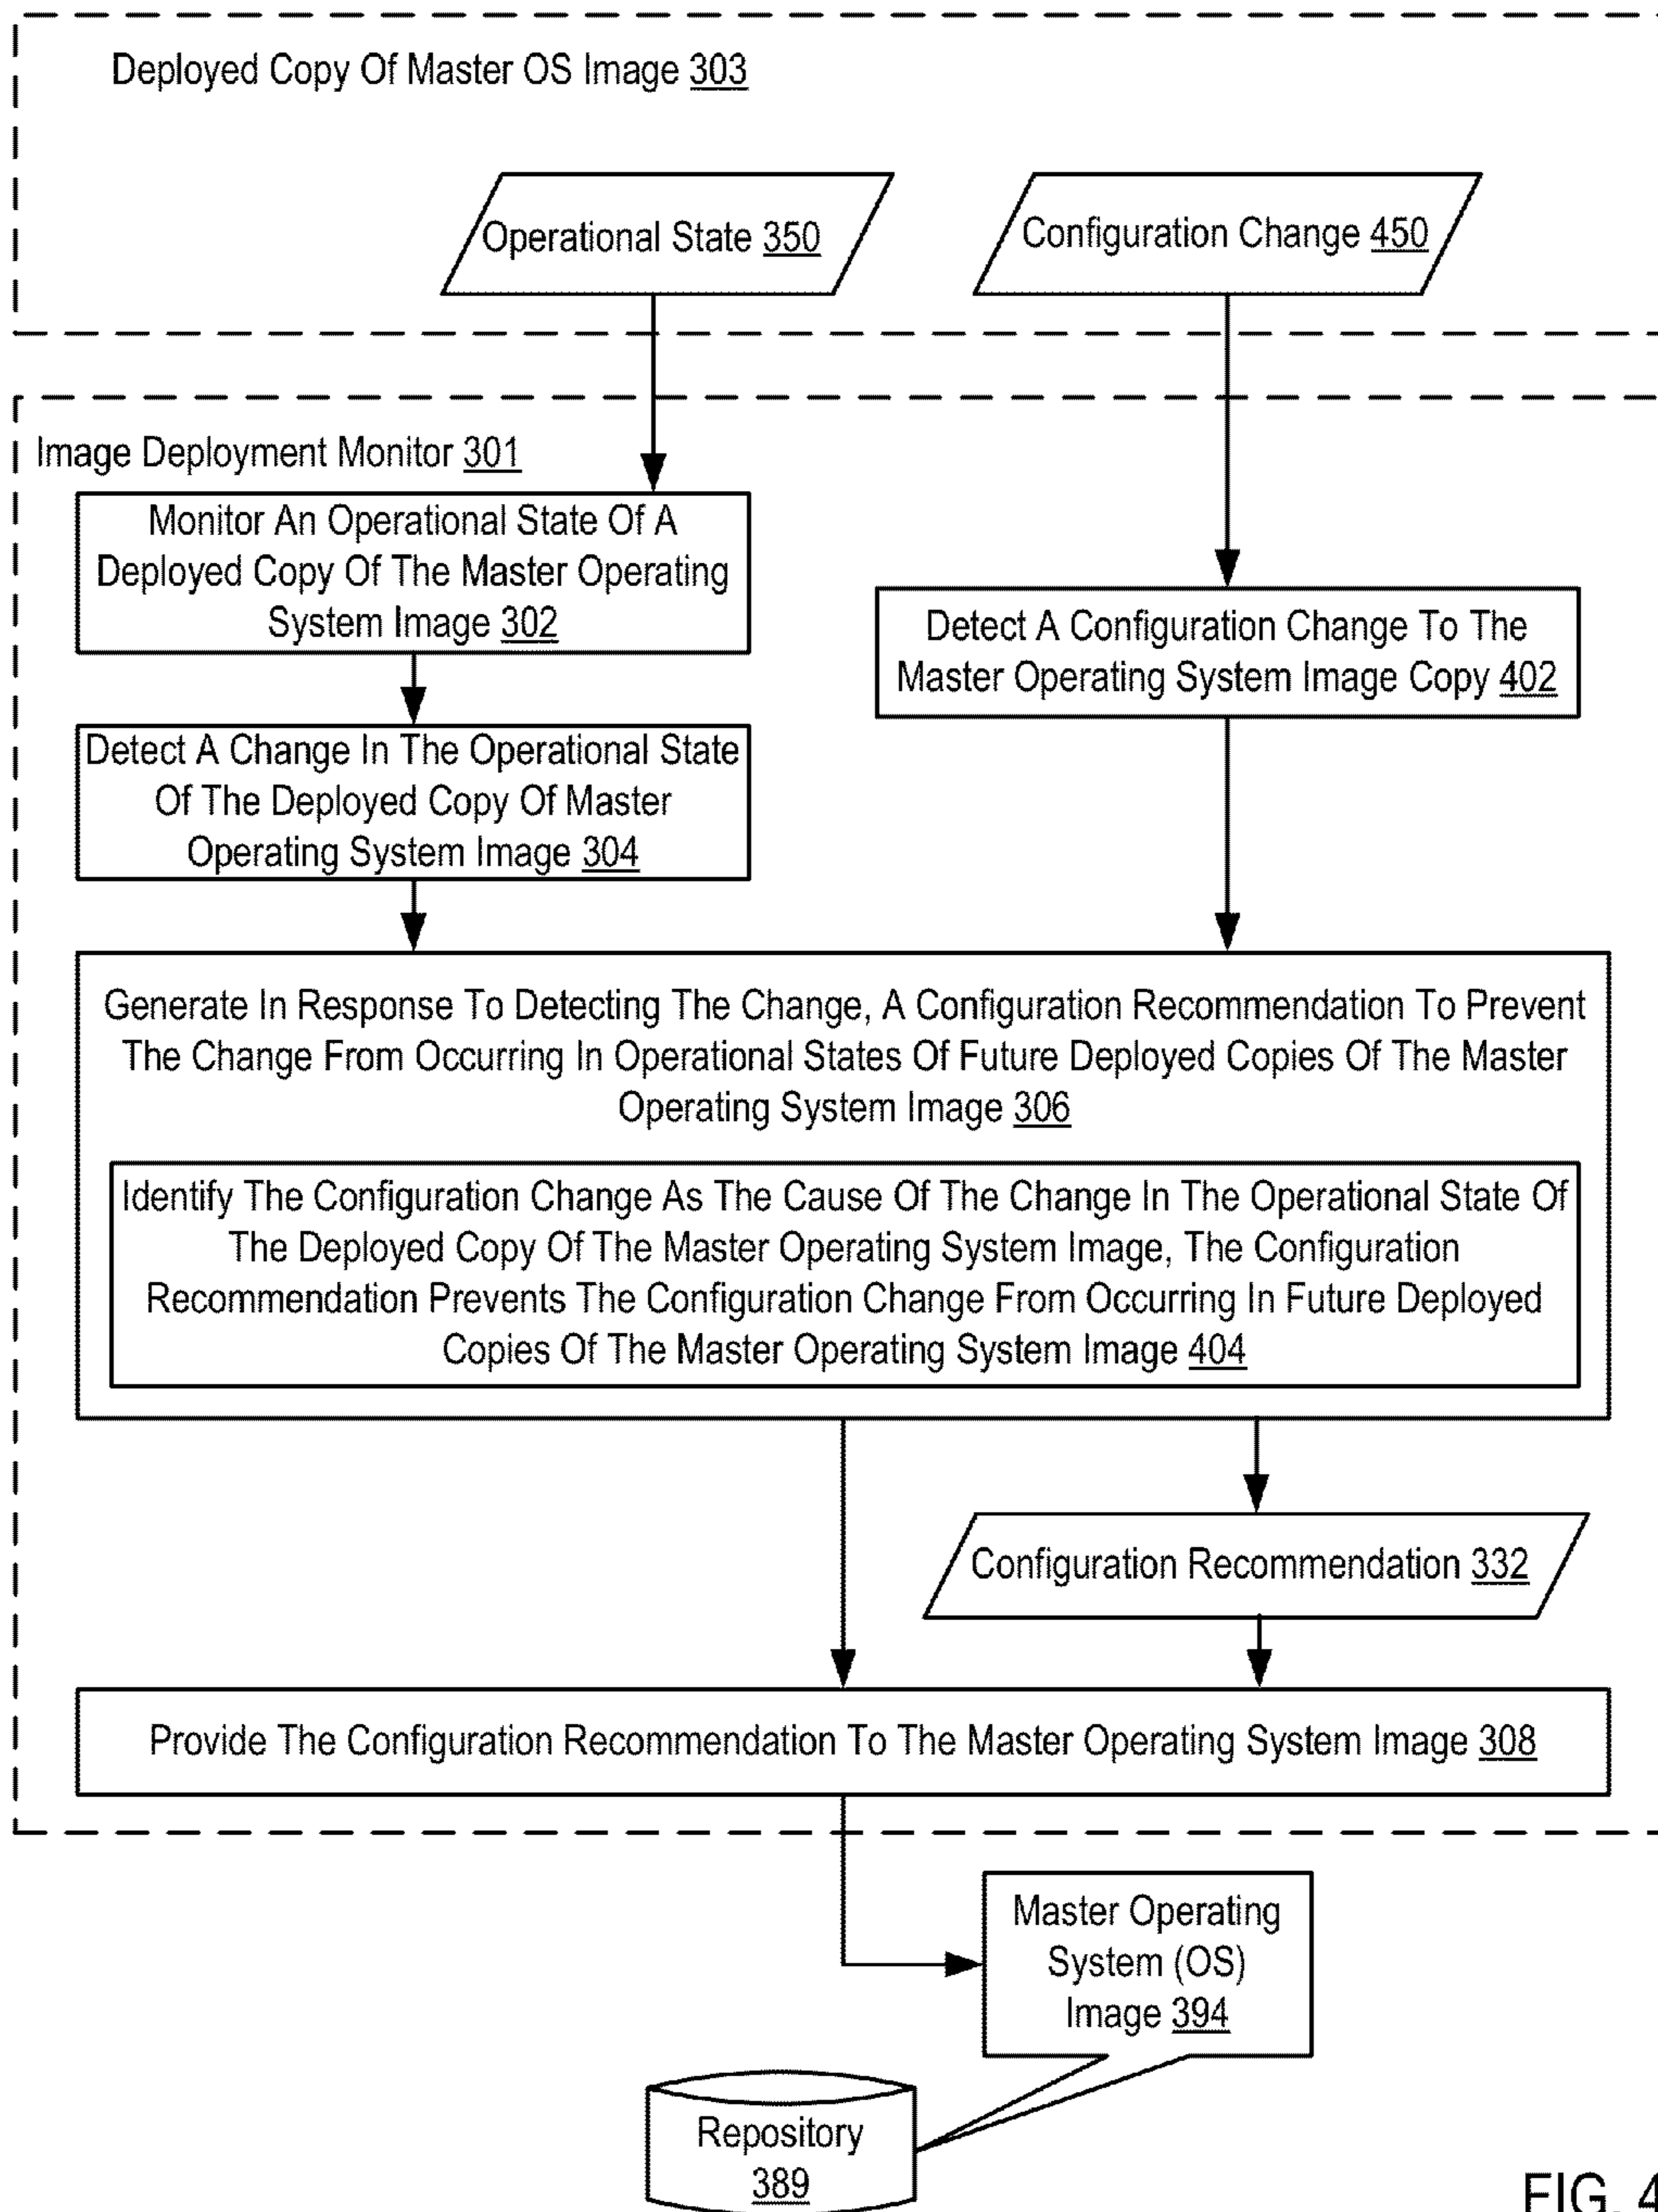 Deployed Copy Of Master OS Image 303
Operational State 350
Configuration Change 450
Image Deployment Monitor 301
Monitor An Operational State Of A
Deployed Copy Of The Master Operating
System Image 302
Detect A Configuration Change To The
Master Operating System Image Copy 402
Detect A Change In The Operational State
Of The Deployed Copy Of Master
Operating System Image 304
Generate In Response To Detecting The Change, A Configuration Recommendation To Prevent
The Change From Occurring In Operational States Of Future Deployed Copies Of The Master
Operating System Image 306
Identify The Configuration Change As The Cause Of The Change In The Operational State Of
The Deployed Copy Of The Master Operating System Image, The Configuration
Recommendation Prevents The Configuration Change From Occurring In Future Deployed
Copies Of The Master Operating System Image 404
Configuration Recommendation 332
Provide The Configuration Recommendation To The Master Operating System Image 308
Master Operating
System (OS)
Image 394
Repository
389
FIG. 4